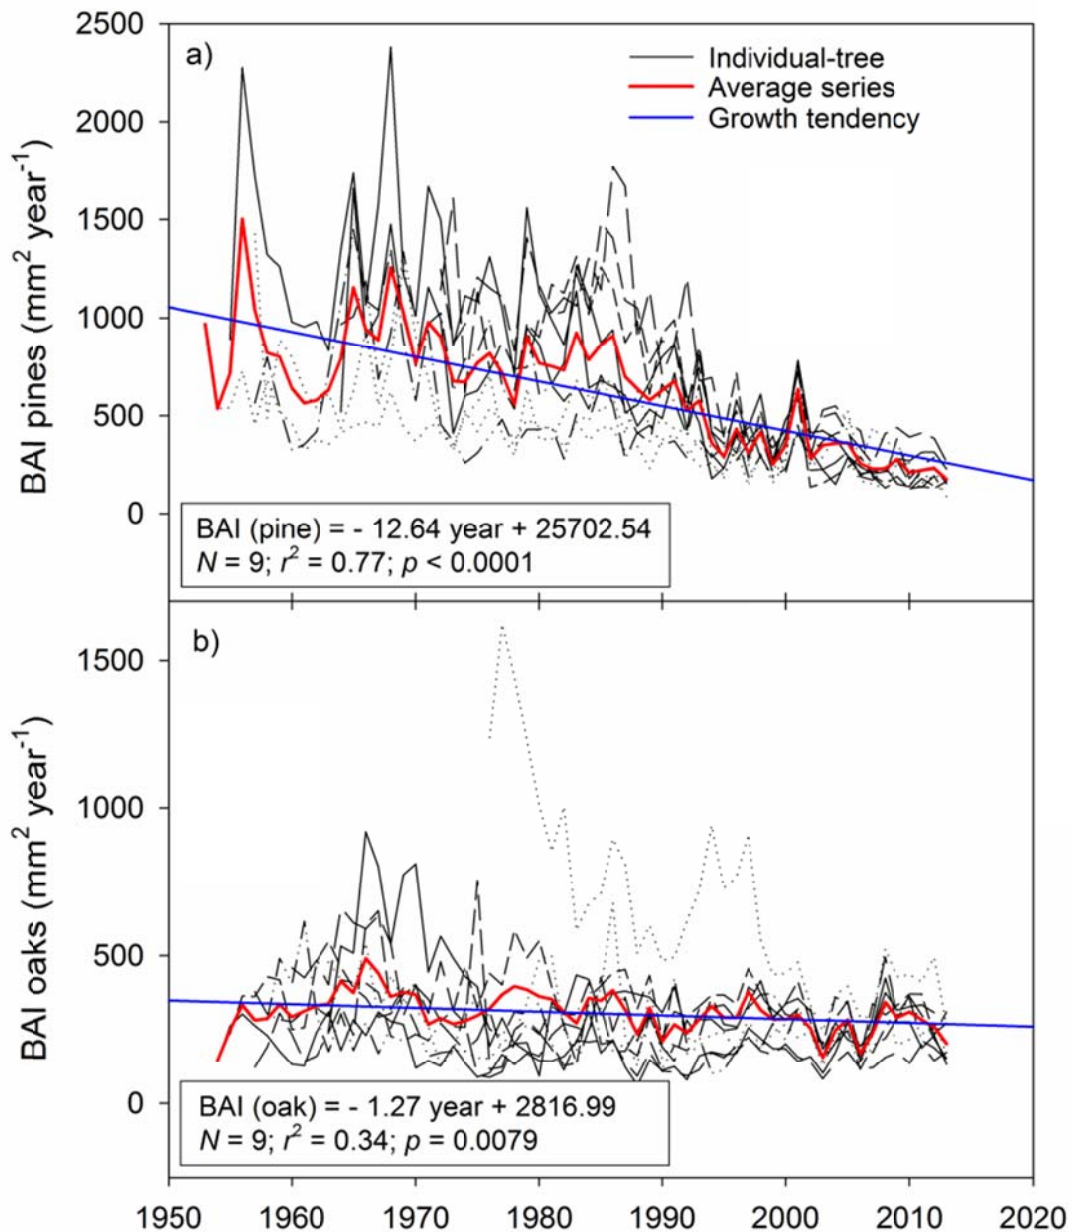 a)
Individual-tree
Average series
Growth tendency
2500
2000
1500
1000
500
0
BAI pines (mm² year⁻¹)
BAI (pine) = - 12.64 year + 25702.54
N = 9; r² = 0.77; p < 0.0001
b)
1500
1000
500
0
BAI oaks (mm² year⁻¹)
BAI (oak) = - 1.27 year + 2816.99
N = 9; r² = 0.34; p = 0.0079
1950 1960 1970 1980 1990 2000 2010 2020